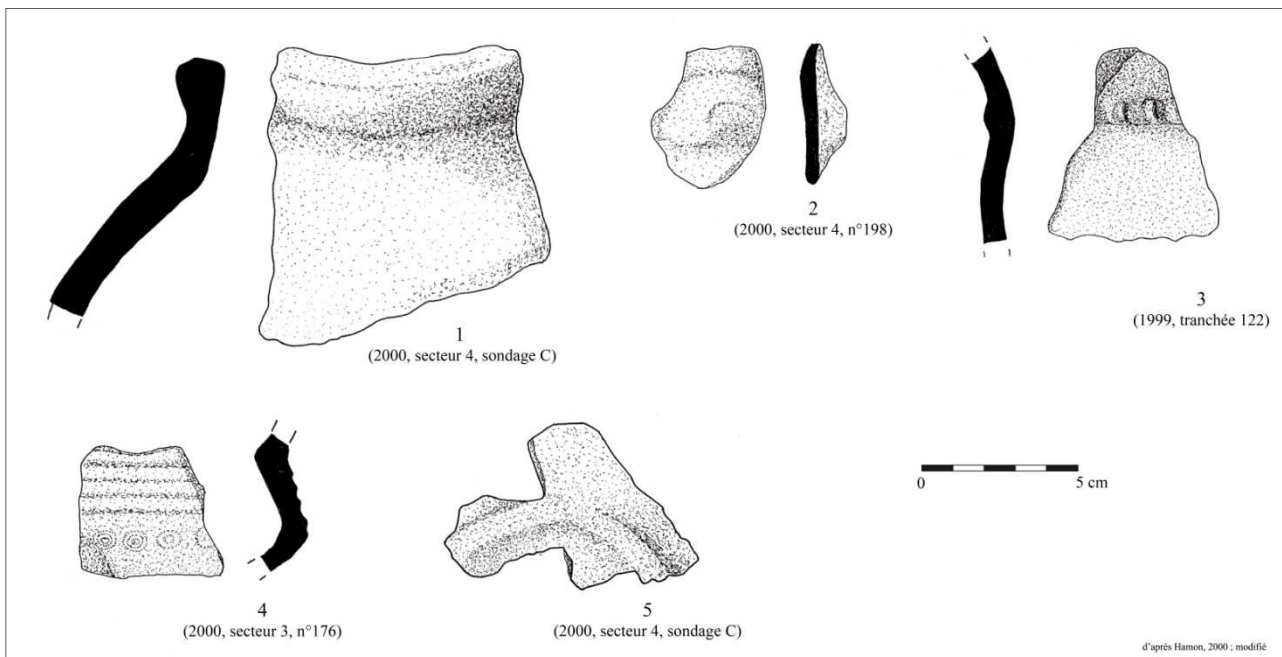 1
(2000, secteur 4, sondage C)
2
(2000, secteur 4, n°198)
3
(1999, tranchée 122)
4
(2000, secteur 3, n°176)
5
(2000, secteur 4, sondage C)
0 5 cm
d'après Hamon, 2000 ; modifié